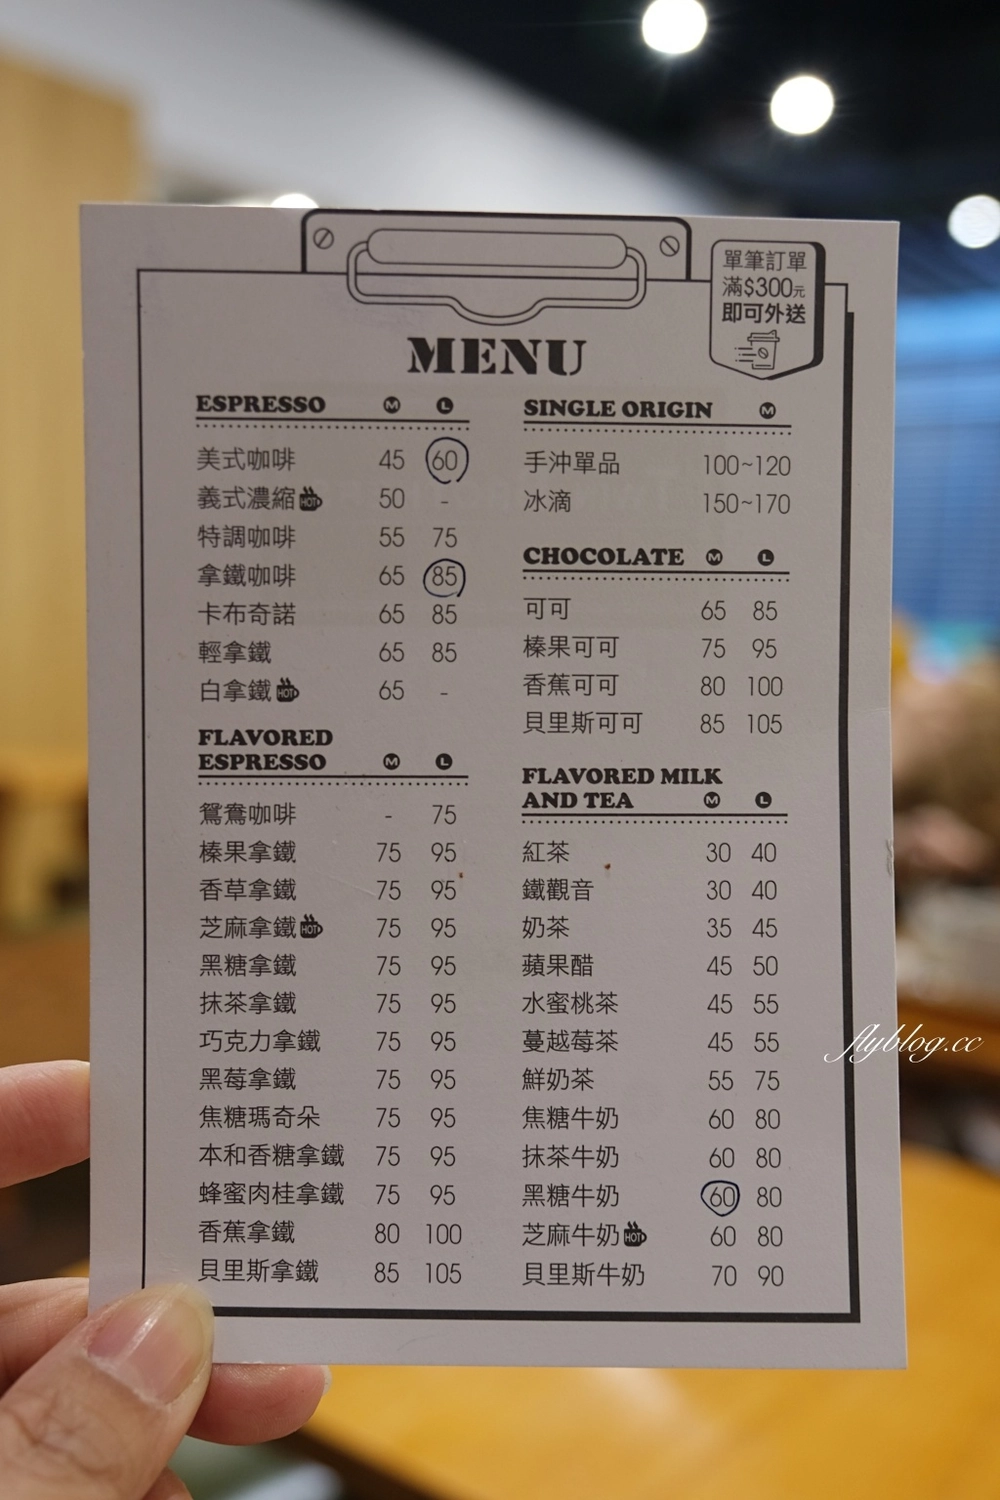 單筆訂單
滿$300元
即可外送
MENU
ESPRESSO M L
美式咖啡 45 60
義式濃縮 HOT 50 -
特調咖啡 55 75
拿鐵咖啡 65 85
卡布奇諾 65 85
輕拿鐵 65 85
白拿鐵 HOT 65 -
FLAVORED
ESPRESSO M L
鴛鴦咖啡 - 75
榛果拿鐵 75 95
香草拿鐵 75 95
芝麻拿鐵 HOT 75 95
黑糖拿鐵 75 95
抹茶拿鐵 75 95
巧克力拿鐵 75 95
黑莓拿鐵 75 95
焦糖瑪奇朵 75 95
本和香糖拿鐵 75 95
蜂蜜肉桂拿鐵 75 95
香蕉拿鐵 80 100
貝里斯拿鐵 85 105
SINGLE ORIGIN M
手沖單品 100~120
冰滴 150~170
CHOCOLATE M L
可可 65 85
榛果可可 75 95
香蕉可可 80 100
貝里斯可可 85 105
FLAVORED MILK
AND TEA M L
紅茶 30 40
鐵觀音 30 40
奶茶 35 45
蘋果醋 45 50
水蜜桃茶 45 55
蔓越莓茶 45 55
鮮奶茶 55 75
焦糖牛奶 60 80
抹茶牛奶 60 80
黑糖牛奶 60 80
芝麻牛奶 HOT 60 80
貝里斯牛奶 70 90
flyblog.cc